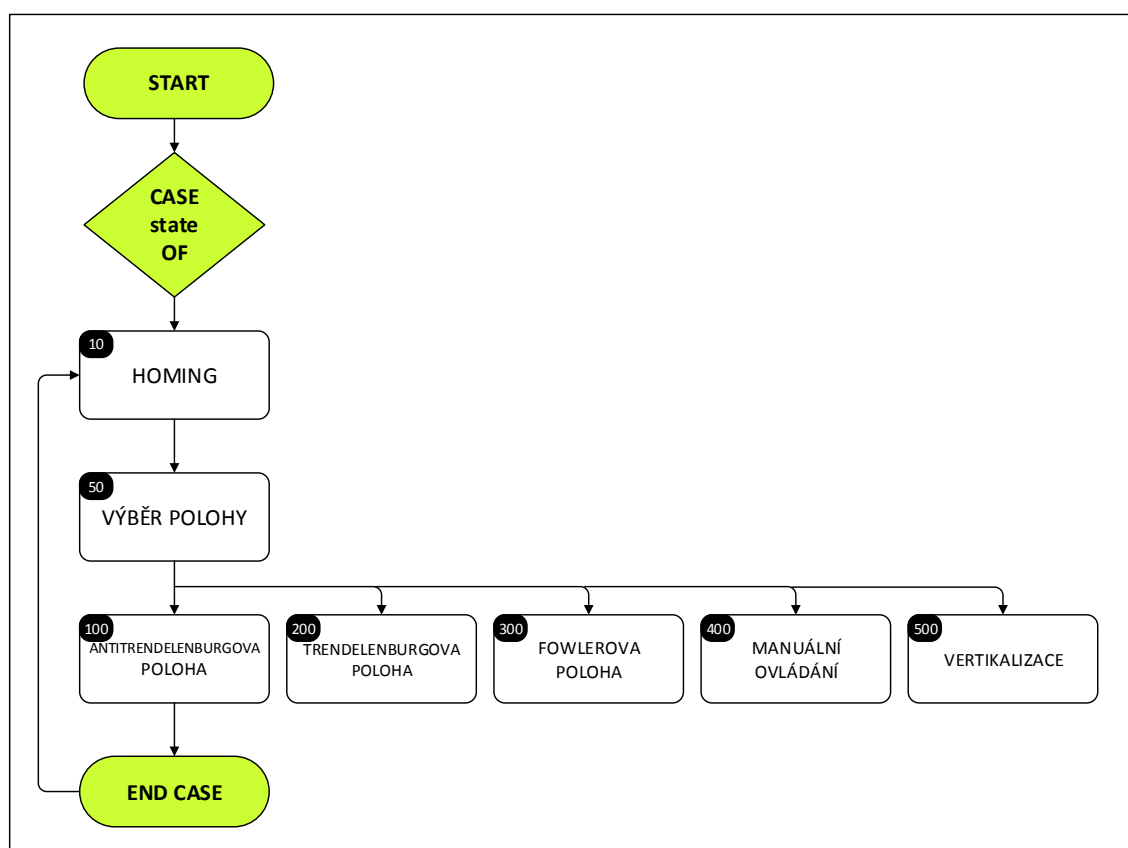 START
CASE
state
OF
10
HOMING
50
VÝBĚR POLOHY
100
ANTITRENDELENBURGOVA
POLOHA
200
TRENDELENBURGOVA
POLOHA
300
FOWLEROVA
POLOHA
400
MANUÁLNÍ
OVLÁDÁNÍ
500
VERTIKALIZACE
END CASE